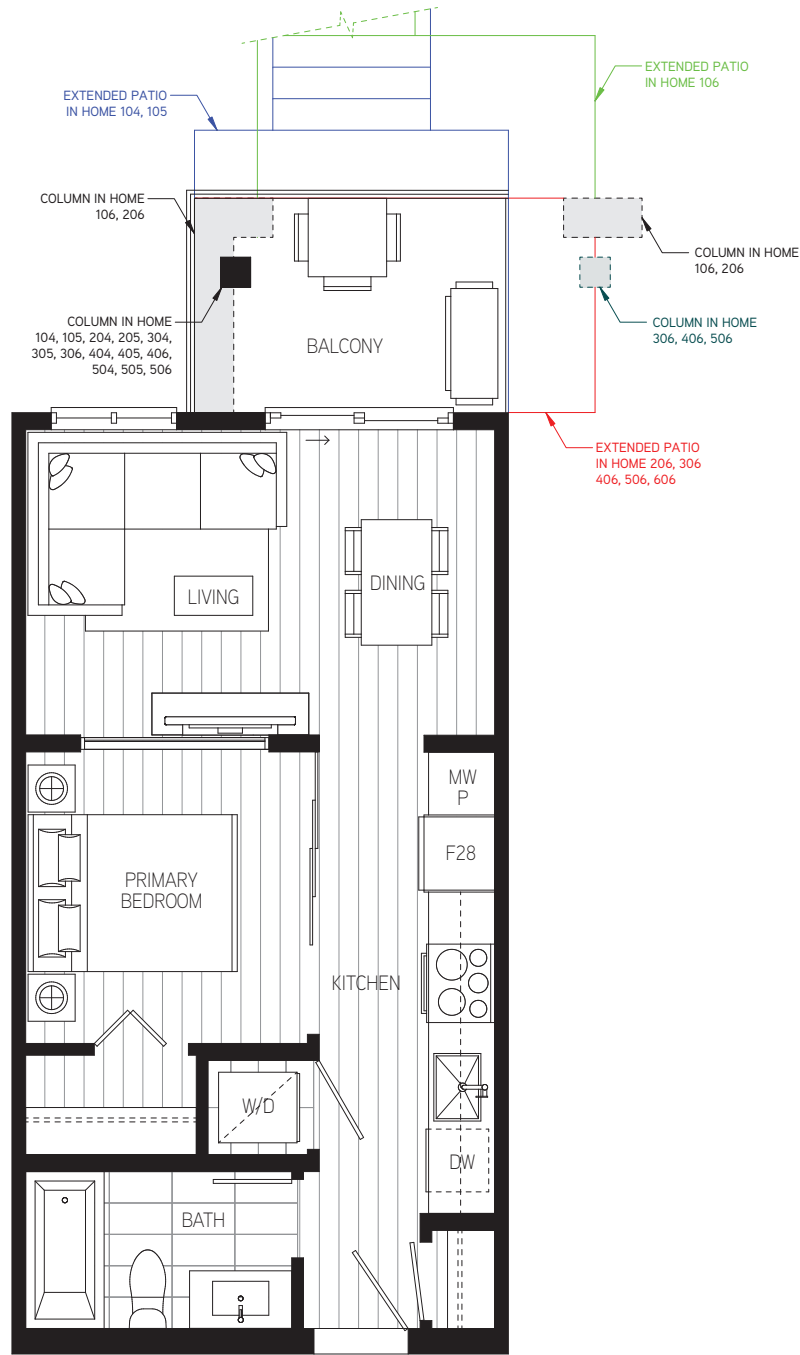 EXTENDED PATIO
IN HOME 106
EXTENDED PATIO
IN HOME 104, 105
COLUMN IN HOME
106, 206
COLUMN IN HOME
106, 206
COLUMN IN HOME
104, 105, 204, 205, 304,
305, 306, 404, 405, 406,
504, 505, 506
COLUMN IN HOME
306, 406, 506
BALCONY
EXTENDED PATIO
IN HOME 206, 306
406, 506, 606
LIVING
DINING
MW
P
F28
PRIMARY
BEDROOM
KITCHEN
W/D
DW
BATH